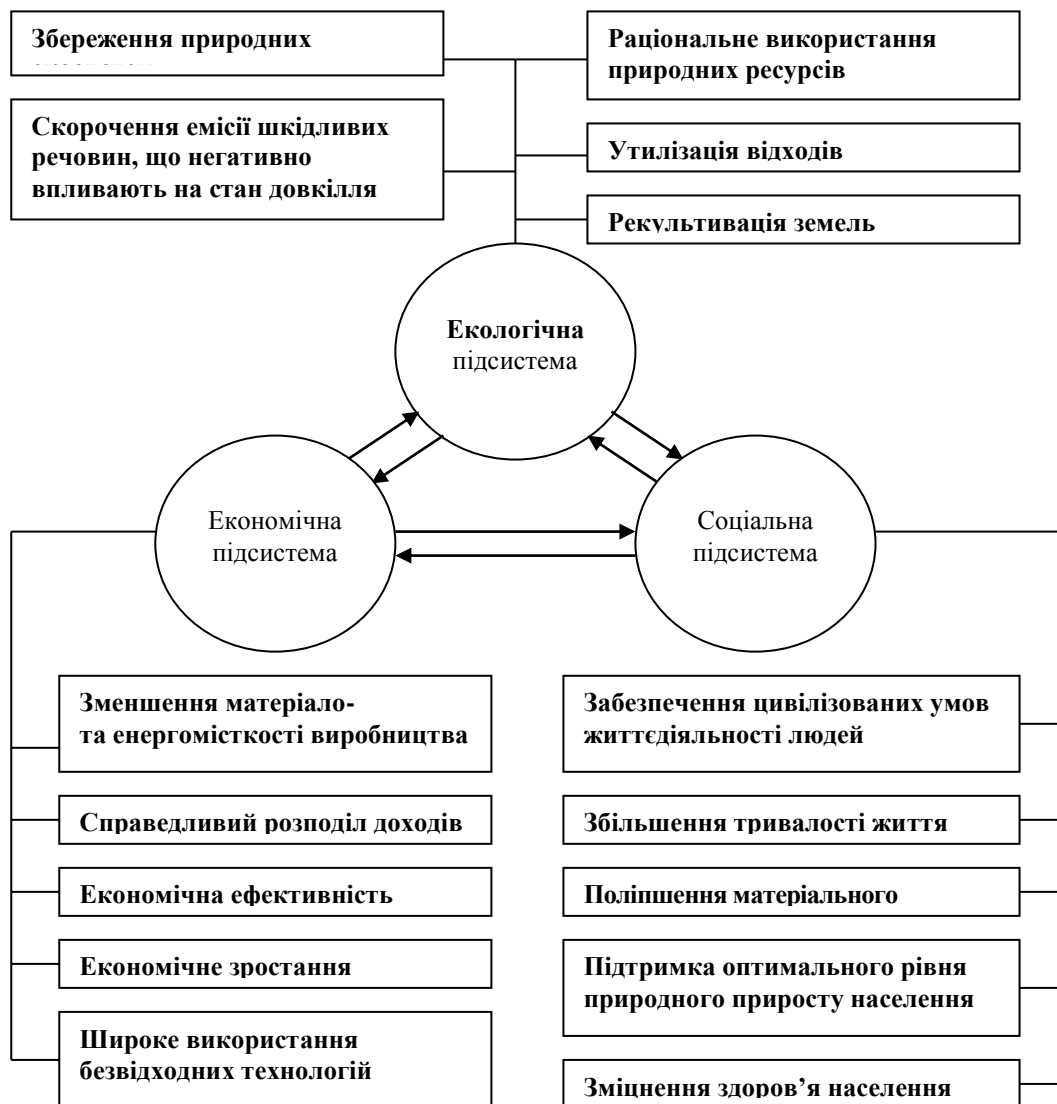 Збереження природних
Раціональне використання
природних ресурсів
Скорочення емісії шкідливих
речовин, що негативно
впливають на стан довкілля
Утилізація відходів
Рекультивація земель
Екологічна
підсистема
Економічна
підсистема
Соціальна
підсистема
Зменшення матеріало-
та енергомісткості виробництва
Справедливий розподіл доходів
Економічна ефективність
Економічне зростання
Широке використання
безвідходних технологій
Забезпечення цивілізованих умов
життєдіяльності людей
Збільшення тривалості життя
Поліпшення матеріального
Підтримка оптимального рівня
природного приросту населення
Зміцнення здоров’я населення